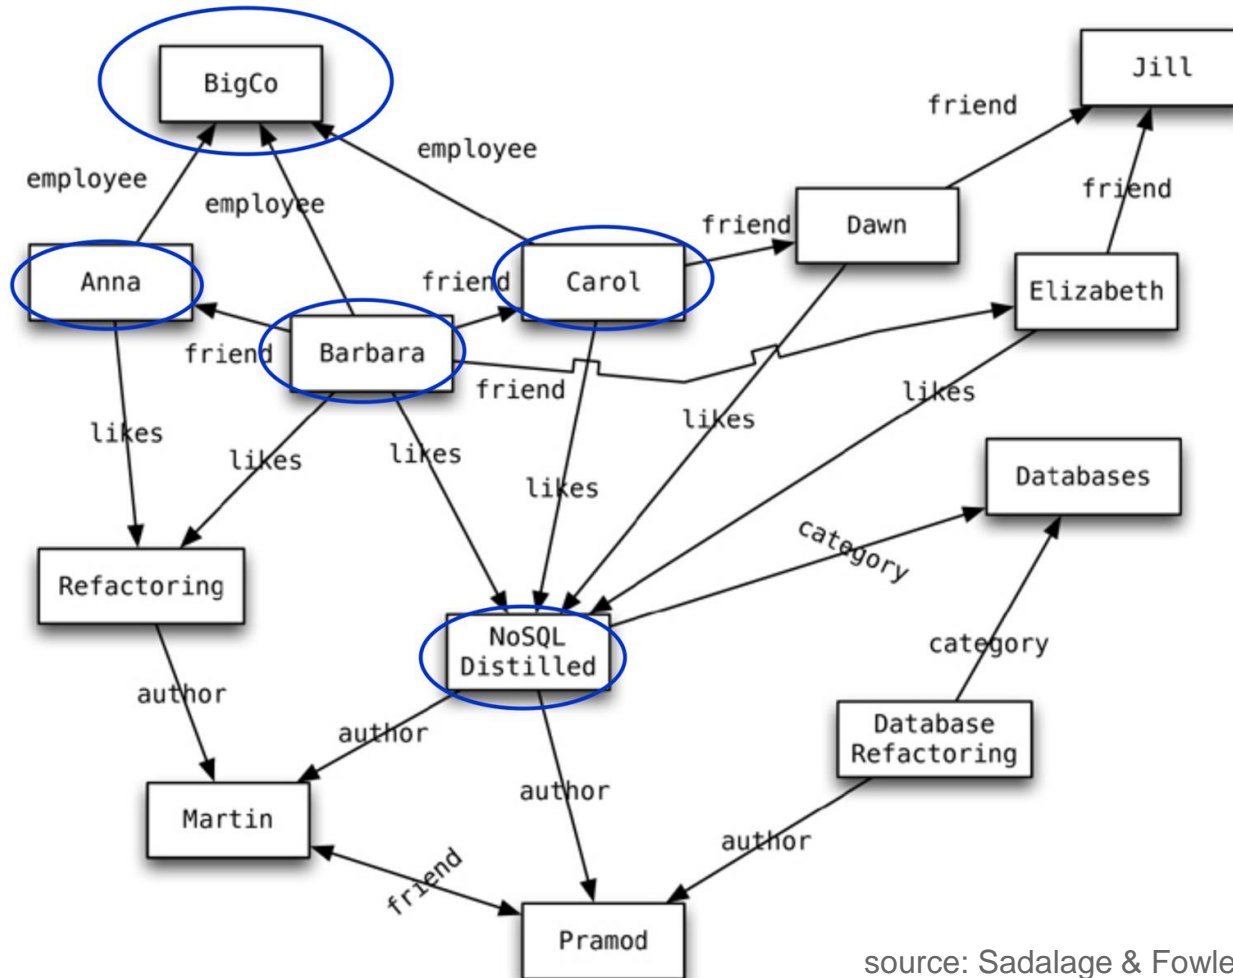 BigCo
Jill
friend
employee
employee
friend
employee
friend
Dawn
Anna
friend
Carol
Elizabeth
friend
Barbara
friend
likes
likes
likes
likes
likes
likes
Databases
category
Refactoring
NoSQL
Distilled
category
author
author
Database
Refactoring
author
Martin
author
friend
Pramod
source: Sadalage & Fowle